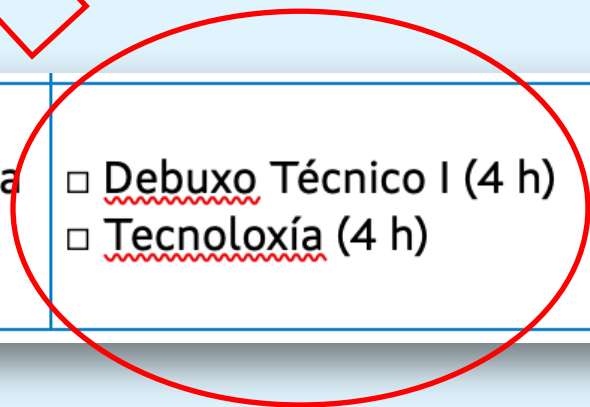 a
□ Debuxo Técnico I (4 h)
□ Tecnoloxía (4 h)